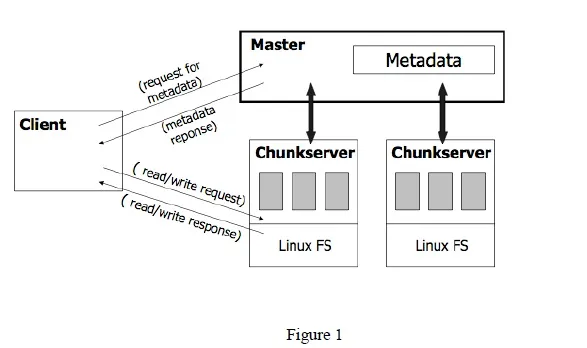 Master
Metadata
(request for
metadata)
(metadata
reponse)
Client
Chunkserver
Chunkserver
( read/write request)
( read/write response)
Linux FS
Linux FS
Figure 1